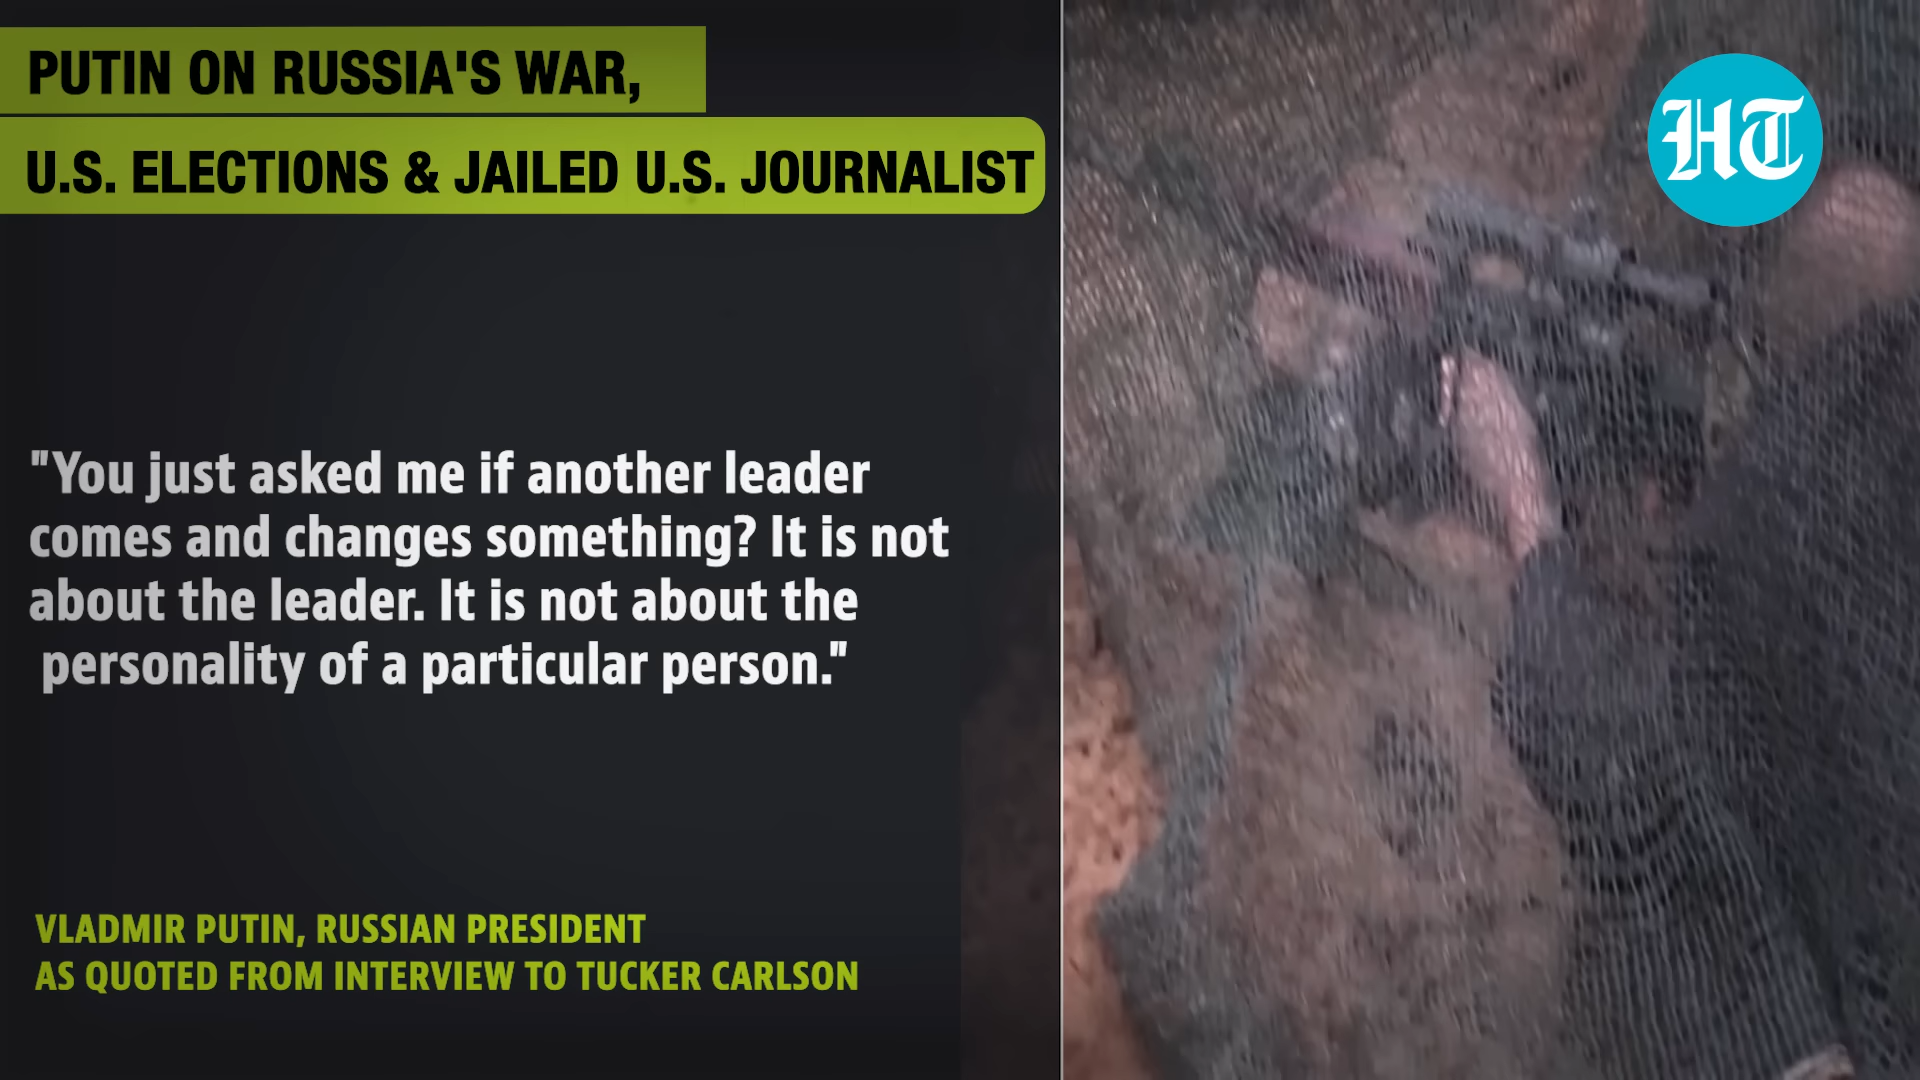 PUTIN ON RUSSIA'S WAR,
U.S. ELECTIONS & JAILED U.S. JOURNALIST
HT
"You just asked me if another leader
comes and changes something? It is not
about the leader. It is not about the
personality of a particular person."
VLADMIR PUTIN, RUSSIAN PRESIDENT
AS QUOTED FROM INTERVIEW TO TUCKER CARLSON